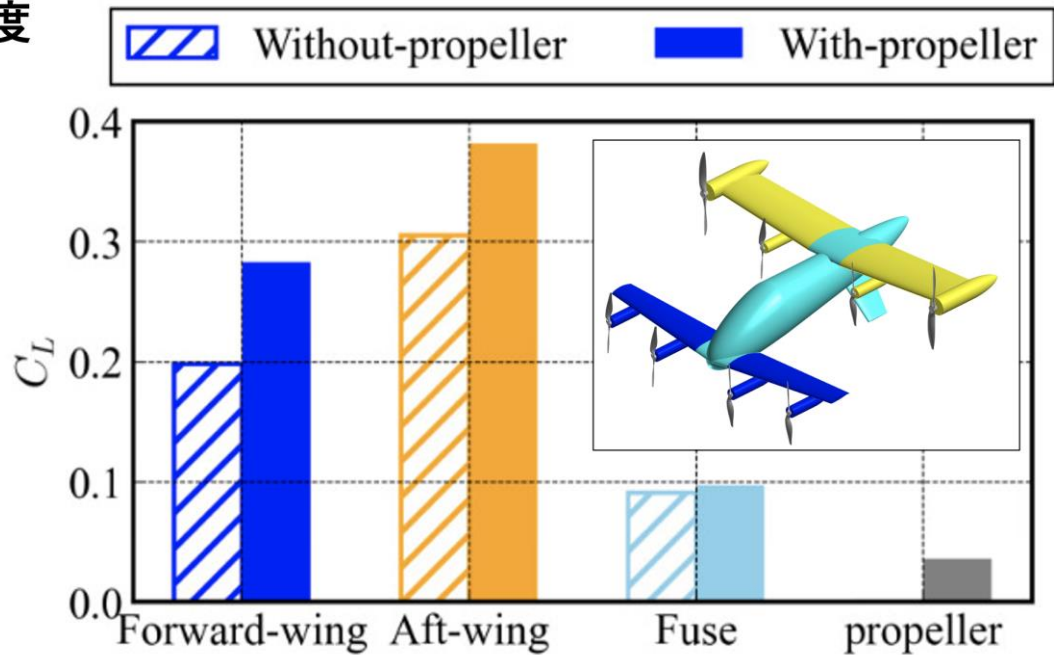 度
Without-propeller With-propeller
0.4
0.3
0.2
0.1
0.0
C_L
Forward-wing Aft-wing Fuse propeller